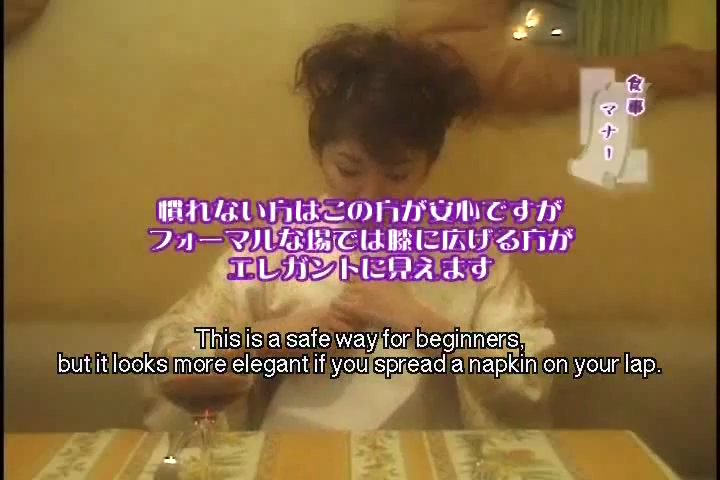 食事
マナー
慣れない方はこの方が安心ですが
フォーマルな場では膝に広げる方が
エレガントに見えます
This is a safe way for beginners,
but it looks more elegant if you spread a napkin on your lap.